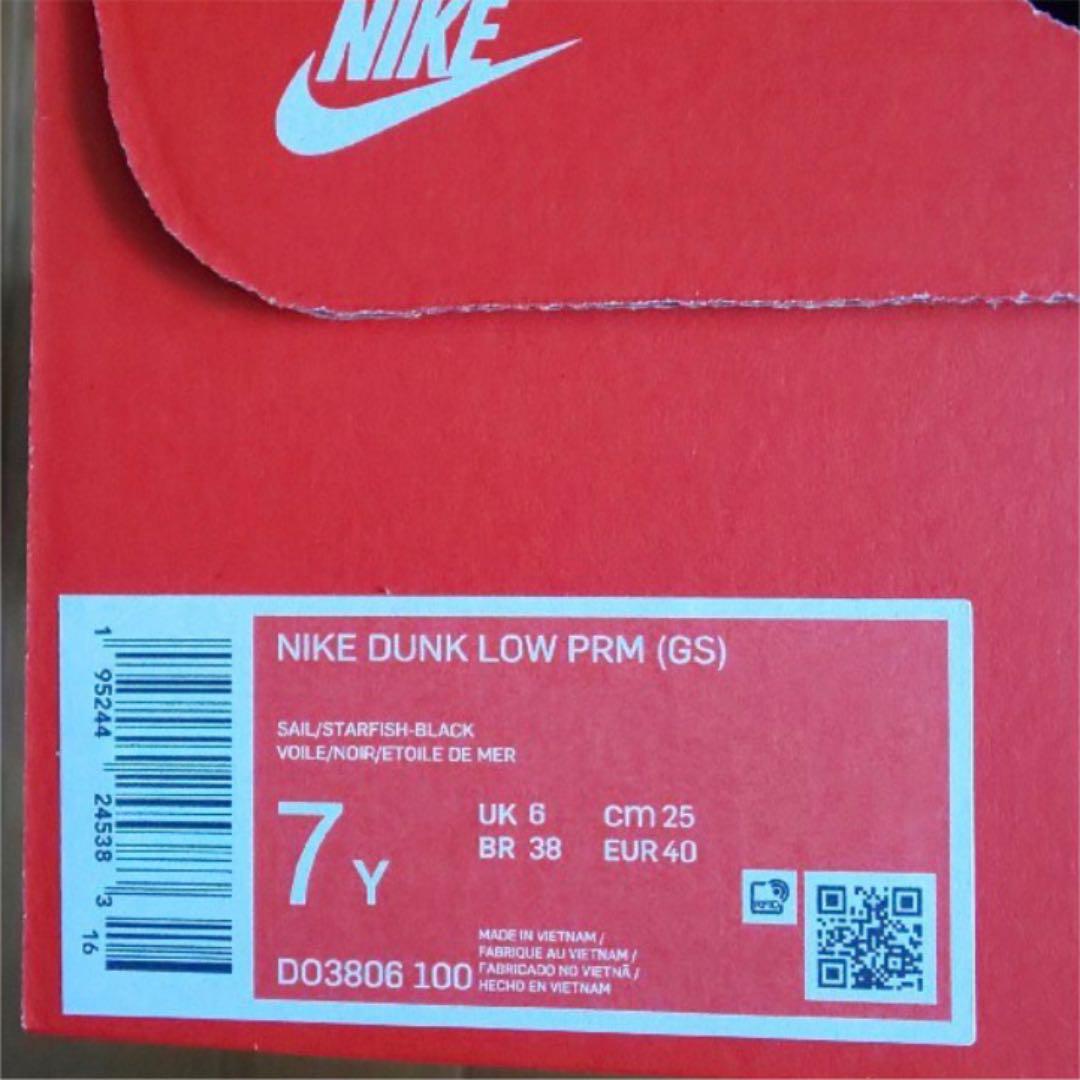 NIKE
NIKE DUNK LOW PRM (GS)
SAIL/STARFISH-BLACK
VOILE/NOIR/ETOILE DE MER
7 Y
UK 6 cm 25
BR 38 EUR 40
RFID
DO3806 100
MADE IN VIETNAM /
FABRIQUE AU VIETNAM /
FABRICADO NO VIETNÃ /
HECHO EN VIETNAM
1 95244 24538 3 16